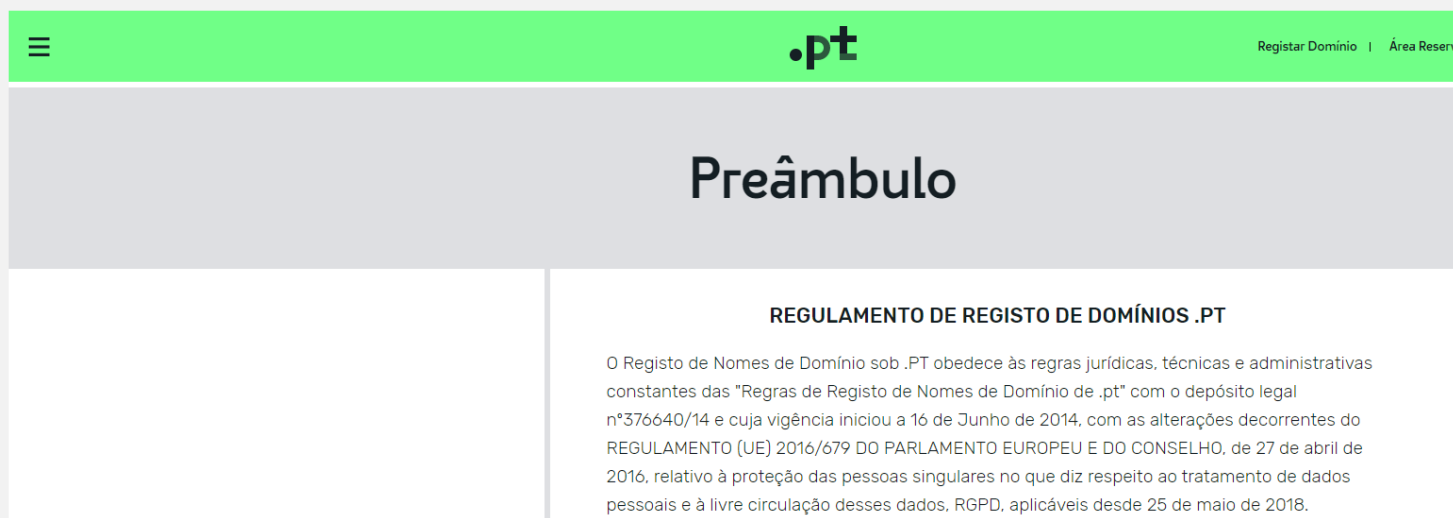 .pt
Registar Domínio | Área
Preâmbulo
REGULAMENTO DE REGISTO DE DOMÍNIOS .PT
O Registo de Nomes de Domínio sob .PT obedece às regras jurídicas, técnicas e administrativas
constantes das "Regras de Registo de Nomes de Domínio de .pt" com o depósito legal
n°376640/14 e cuja vigência iniciou a 16 de Junho de 2014, com as alterações decorrentes do
REGULAMENTO (UE) 2016/679 DO PARLAMENTO EUROPEU E DO CONSELHO, de 27 de abril de
2016, relativo à proteção das pessoas singulares no que diz respeito ao tratamento de dados
pessoais e à livre circulação desses dados, RGPD, aplicáveis desde 25 de maio de 2018.